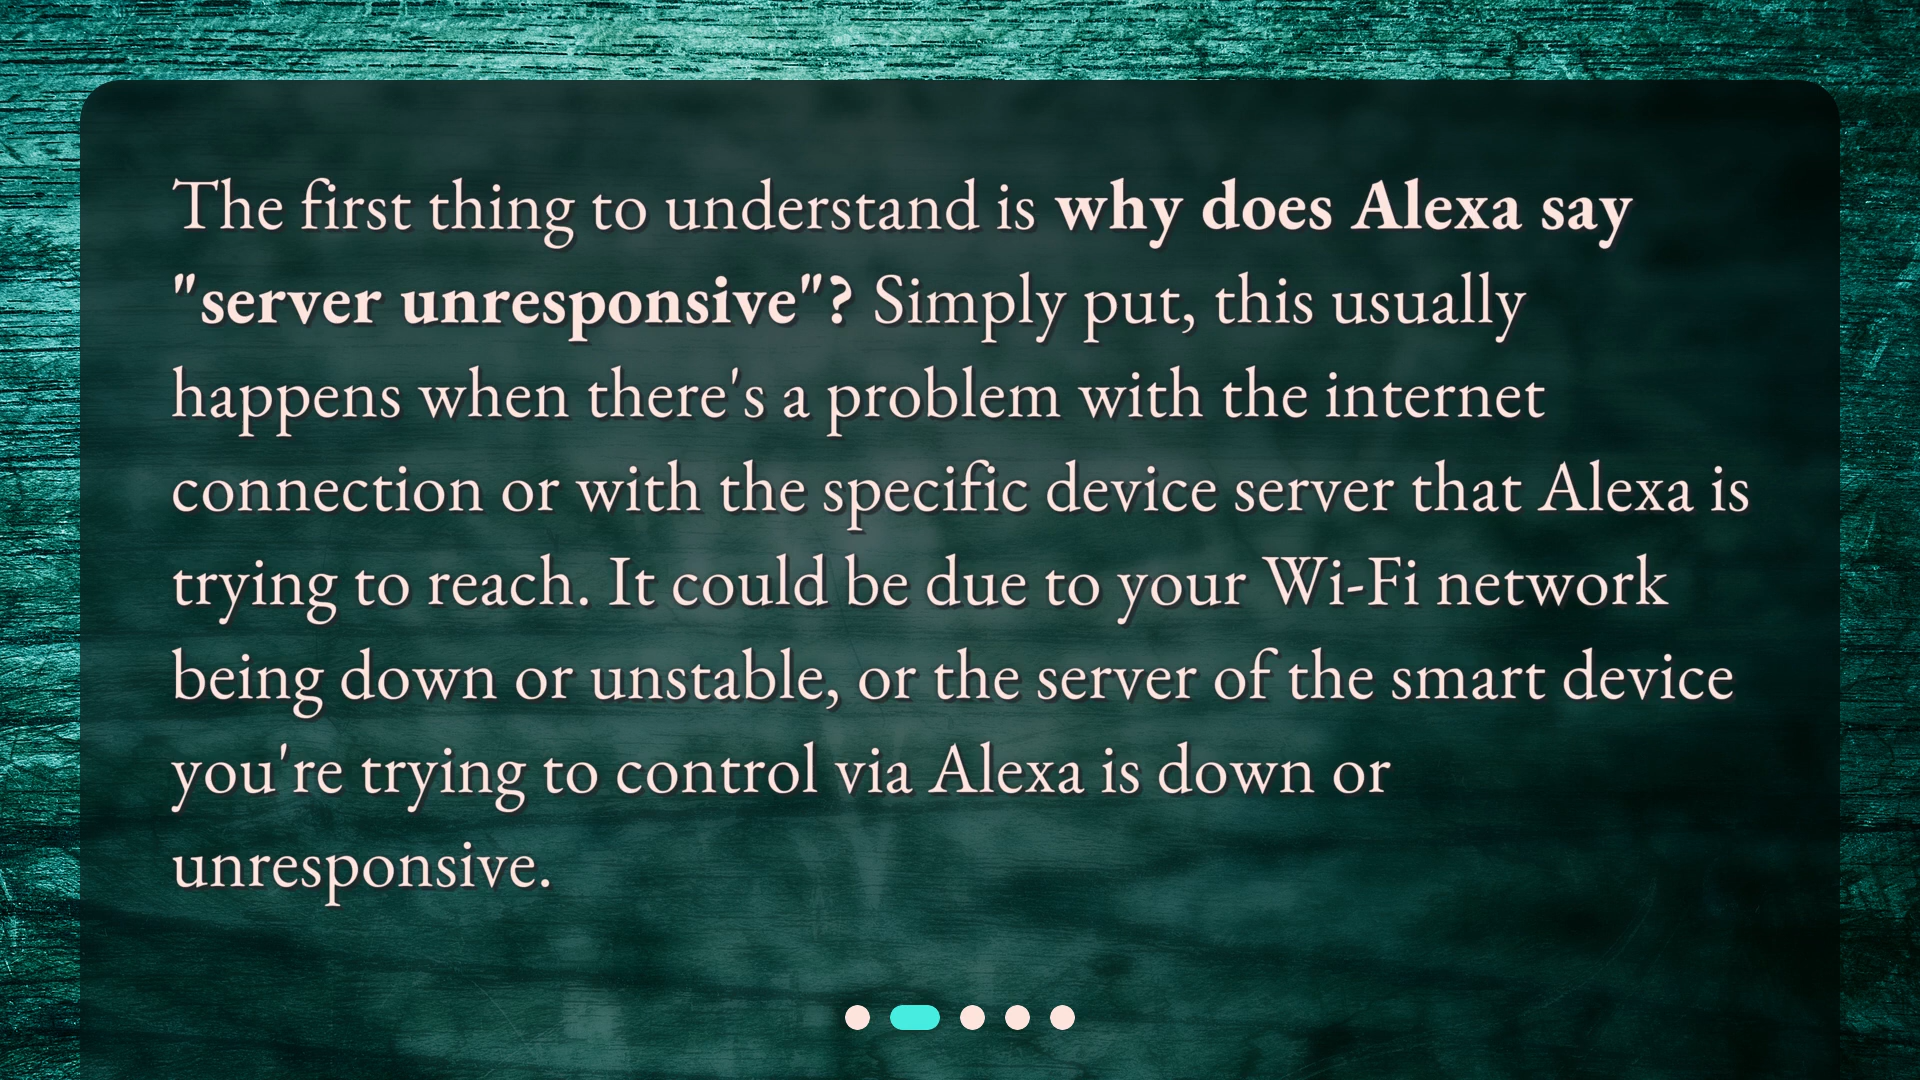 The first thing to understand is why does Alexa say
"server unresponsive"? Simply put, this usually
happens when there's a problem with the internet
connection or with the specific device server that Alexa is
trying to reach. It could be due to your Wi-Fi network
being down or unstable, or the server of the smart device
you're trying to control via Alexa is down or
unresponsive.